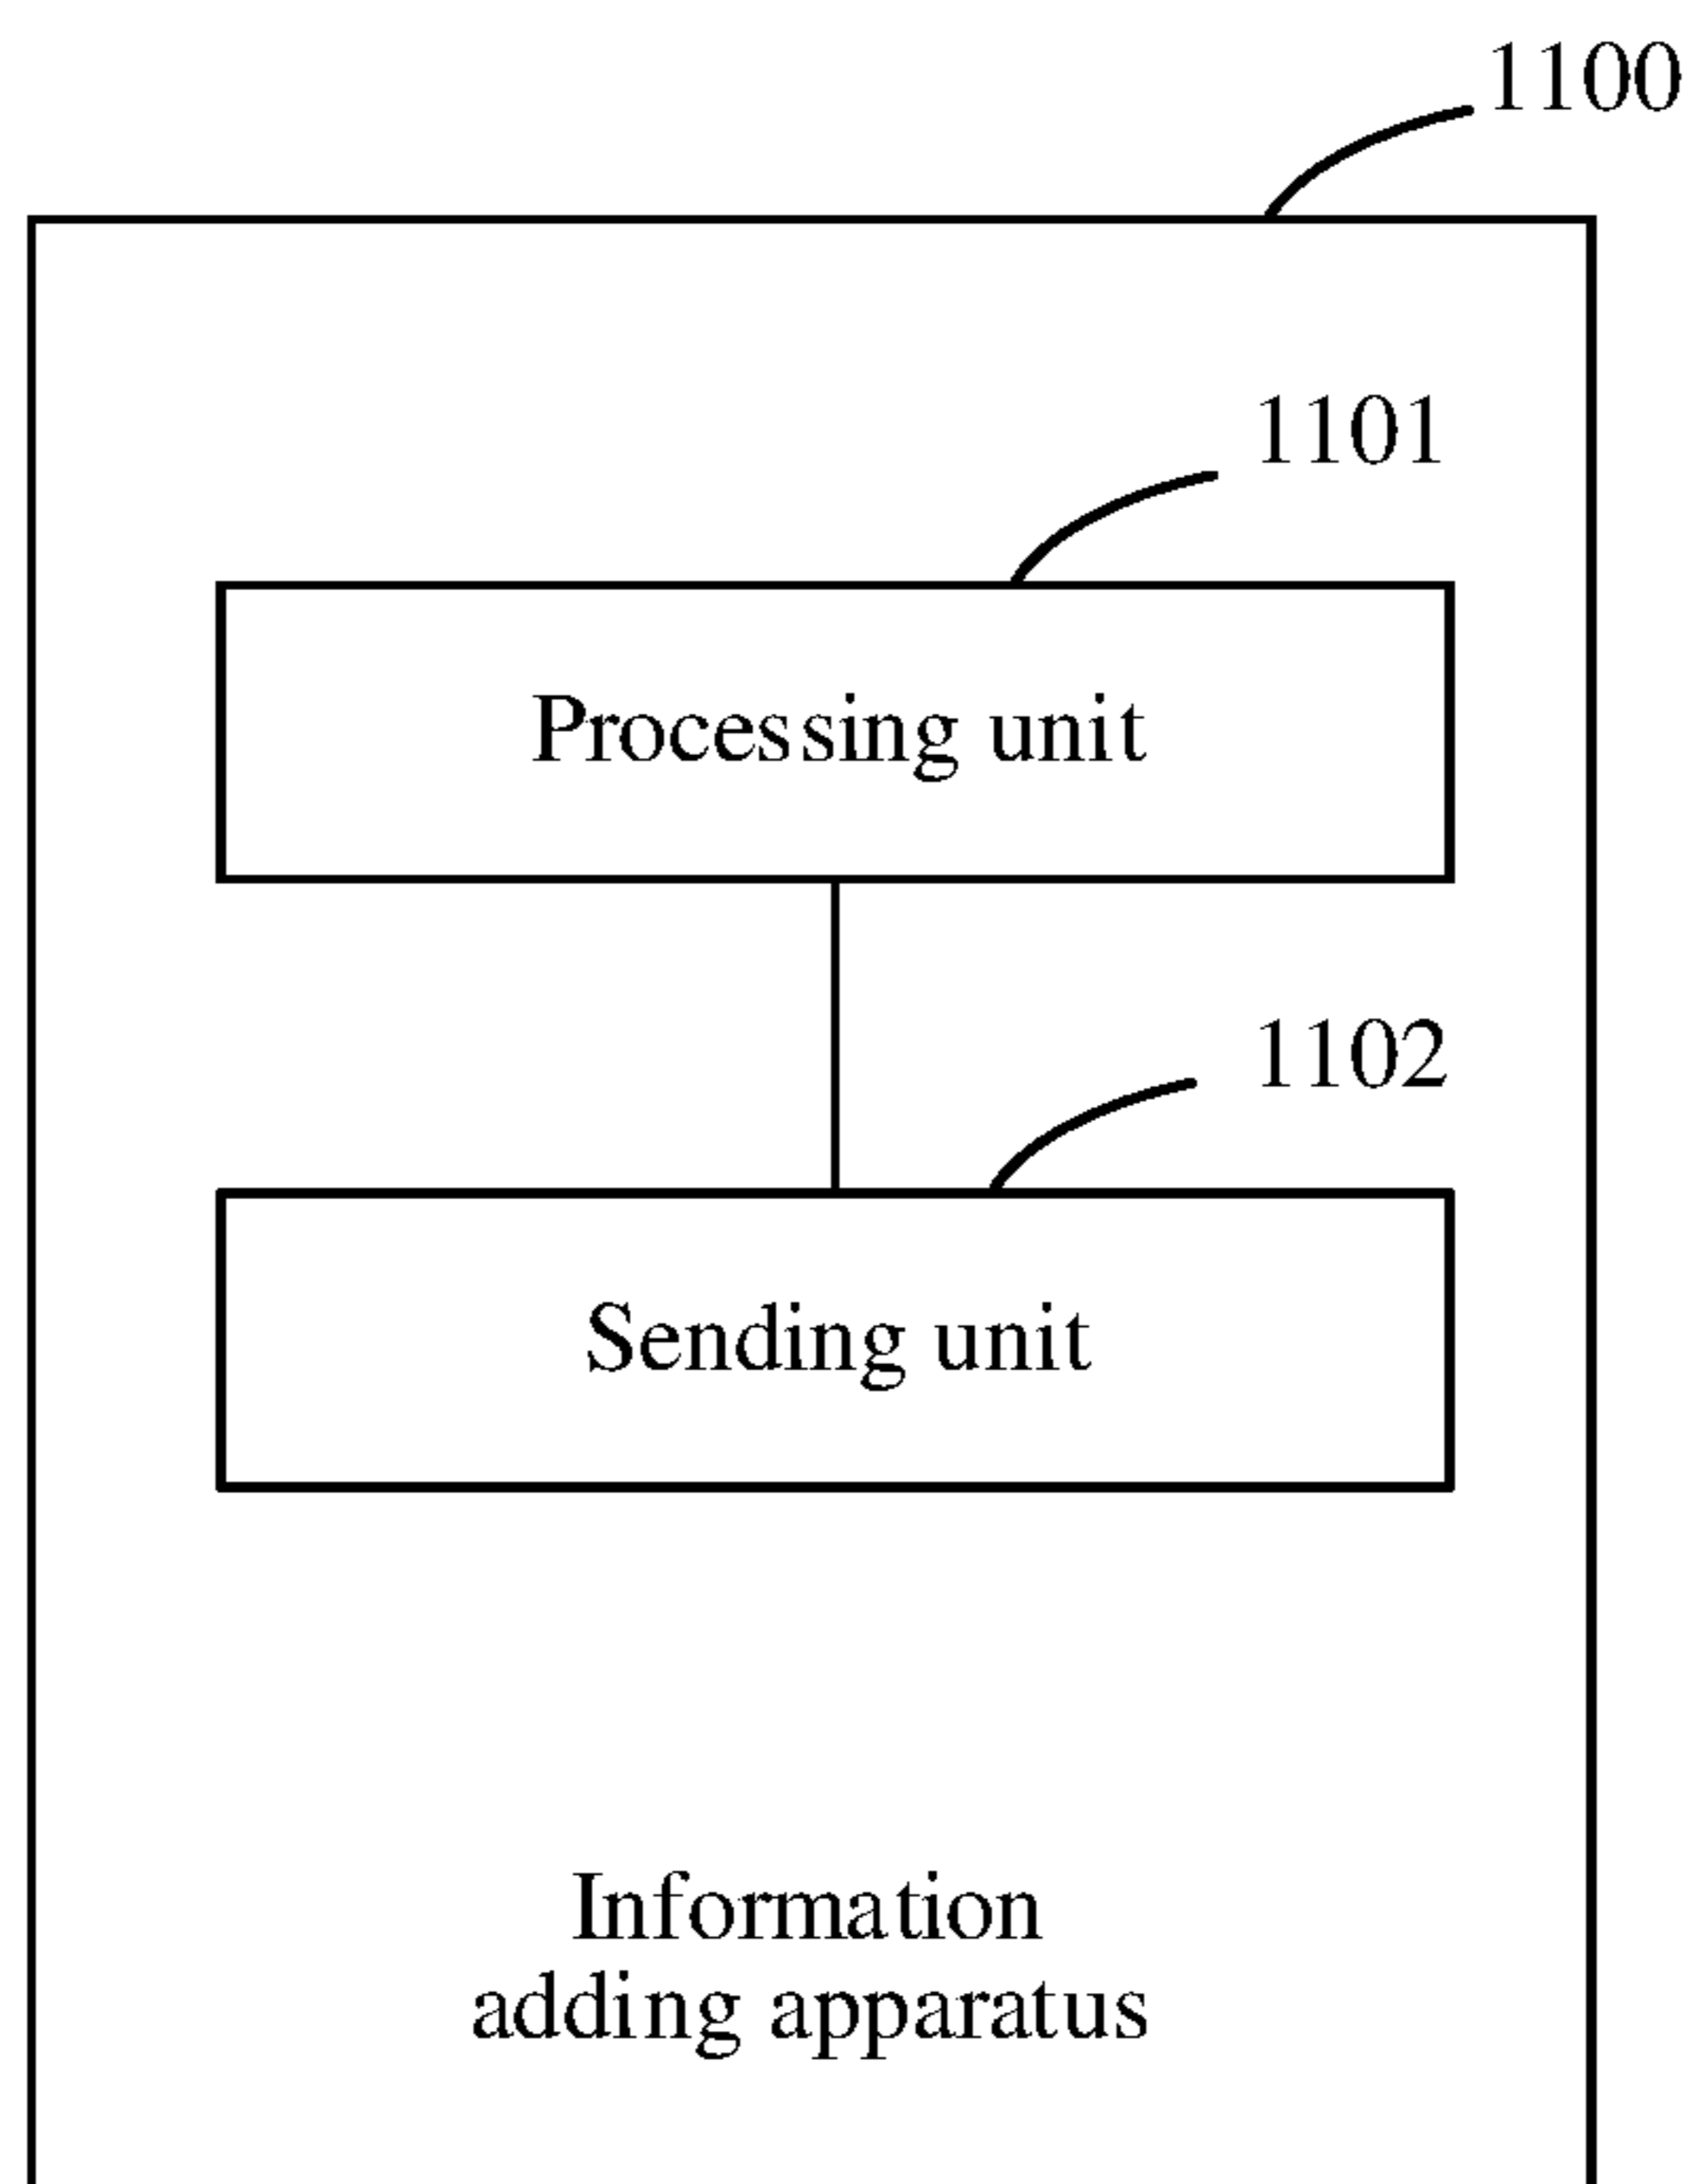 1100
1101
Processing unit
1102
Sending unit
Information
adding apparatus